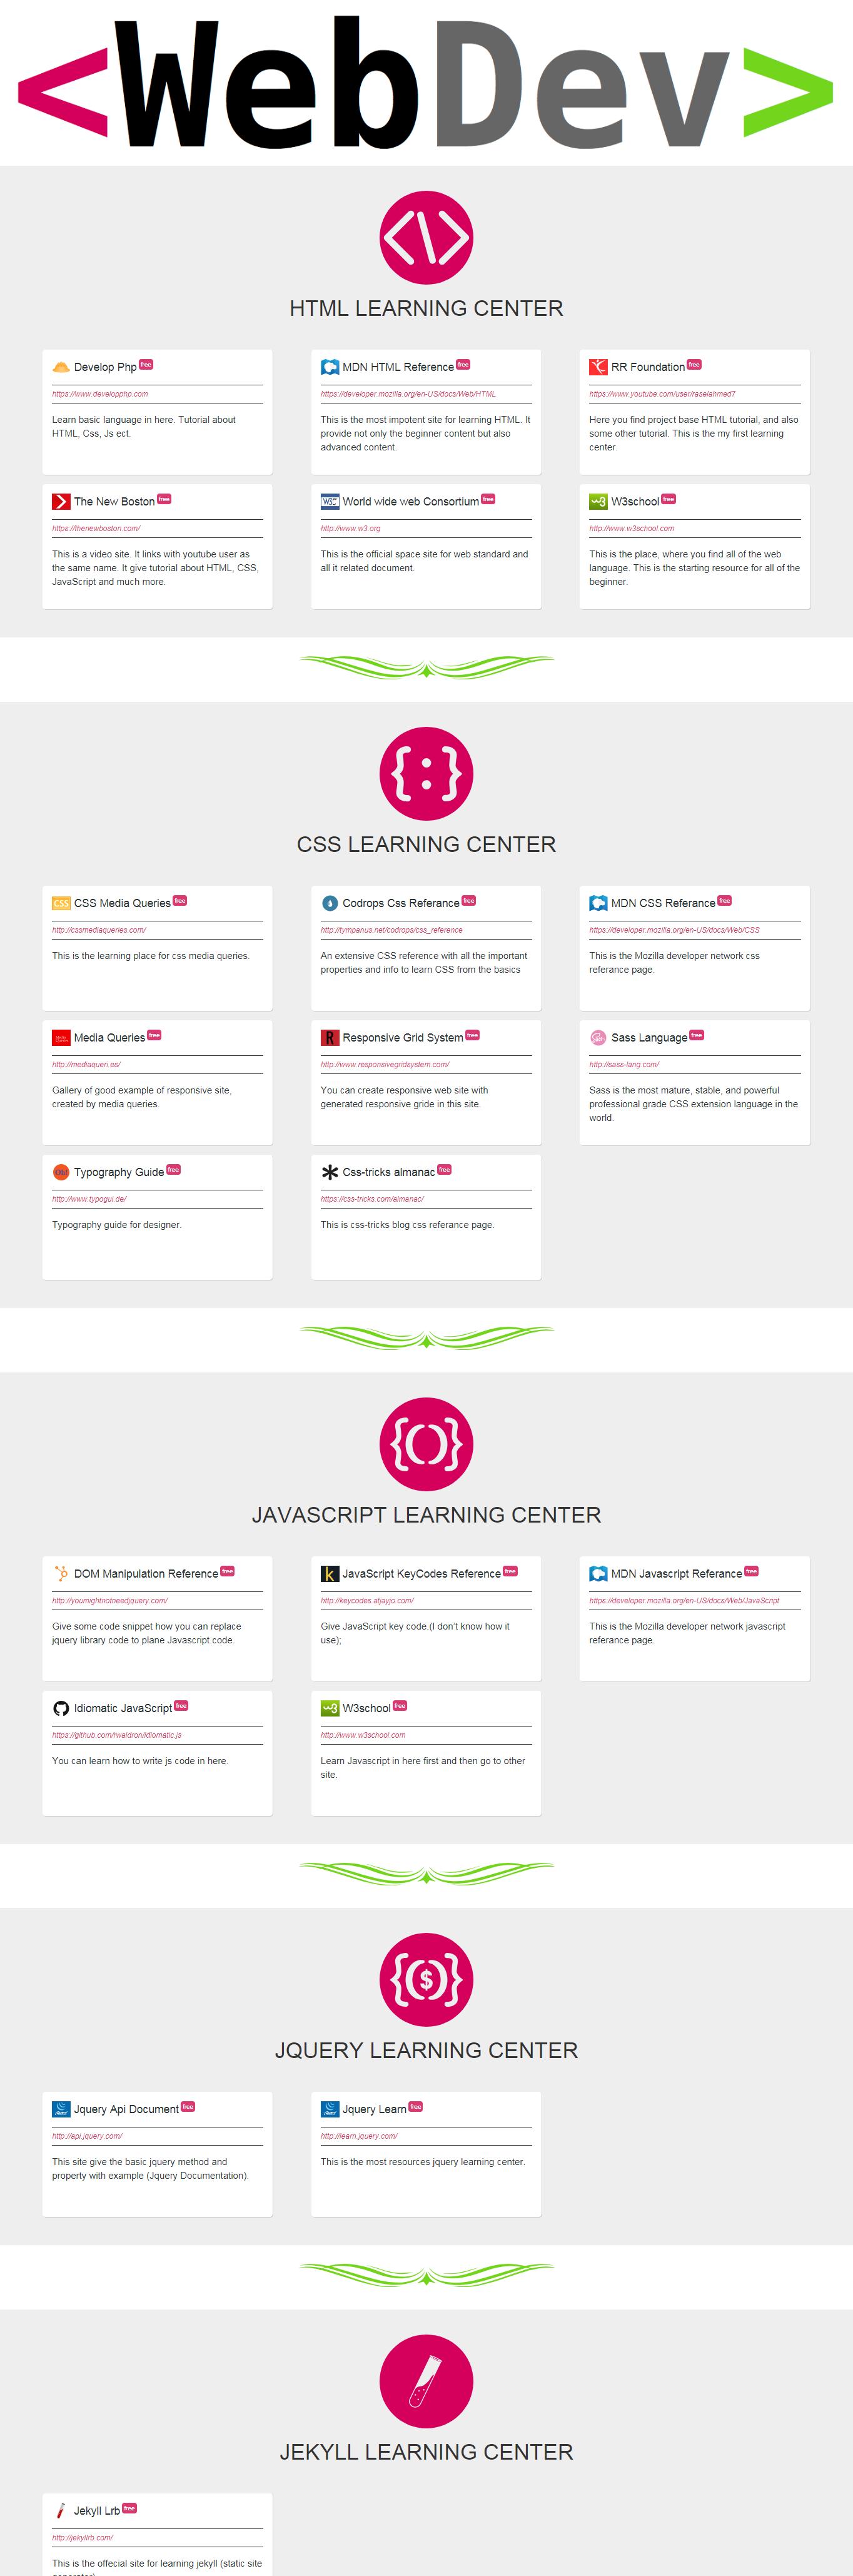 <WebDev>
HTML LEARNING CENTER
Develop Php free
https://www.developphp.com
Learn basic language in here. Tutorial about
HTML, Css, Js ect.
MDN HTML Reference free
https://developer.mozilla.org/en-US/docs/Web/HTML
This is the most impotent site for learning HTML. It
provide not only the beginner content but also
advanced content.
RR Foundation free
https://www.youtube.com/user/raselahmed7
Here you find project base HTML tutorial, and also
some other tutorial. This is the my first learning
center.
The New Boston free
https://thenewboston.com/
This is a video site. It links with youtube user as
the same name. It give tutorial about HTML, CSS,
JavaScript and much more.
World wide web Consortium free
http://www.w3.org
This is the official space site for web standard and
all it related document.
W3school free
http://www.w3school.com
This is the place, where you find all of the web
language. This is the starting resource for all of the
beginner.
{:}
CSS LEARNING CENTER
CSS
CSS Media Queries free
http://cssmediaqueries.com/
This is the learning place for css media queries.
Codrops Css Referance free
http://tympanus.net/codrops/css_reference
An extensive CSS reference with all the important
properties and info to learn CSS from the basics
MDN CSS Referance free
https://developer.mozilla.org/en-US/docs/Web/CSS
This is the Mozilla developer network css
referance page.
Media Queries free
http://mediaqueri.es/
Gallery of good example of responsive site,
created by media queries.
R
Responsive Grid System free
http://www.responsivegridsystem.com/
You can create responsive web site with
generated responsive gride in this site.
Sass Language free
http://sass-lang.com/
Sass is the most mature, stable, and powerful
professional grade CSS extension language in the
world.
Typography Guide free
http://www.typogui.de/
Typography guide for designer.
Css-tricks almanac free
https://css-tricks.com/almanac/
This is css-tricks blog css referance page.
{()}
JAVASCRIPT LEARNING CENTER
DOM Manipulation Reference free
http://youmightnotneedjquery.com/
Give some code snippet how you can replace
jquery library code to plane Javascript code.
k
JavaScript KeyCodes Reference free
http://keycodes.atjayjo.com/
Give JavaScript key code.(I don't know how it
use);
MDN Javascript Referance free
https://developer.mozilla.org/en-US/docs/Web/JavaScript
This is the Mozilla developer network javascript
referance page.
Idiomatic JavaScript free
https://github.com/rwaldron/idiomatic.js
You can learn how to write js code in here.
W3school free
http://www.w3school.com
Learn Javascript in here first and then go to other
site.
{($)}
JQUERY LEARNING CENTER
Jquery Api Document free
http://api.jquery.com/
This site give the basic jquery method and
property with example (Jquery Documentation).
Jquery Learn free
http://learn.jquery.com/
This is the most resources jquery learning center.
JEKYLL LEARNING CENTER
Jekyll Lrb free
http://jekyllrb.com/
This is the offecial site for learning jekyll (static site